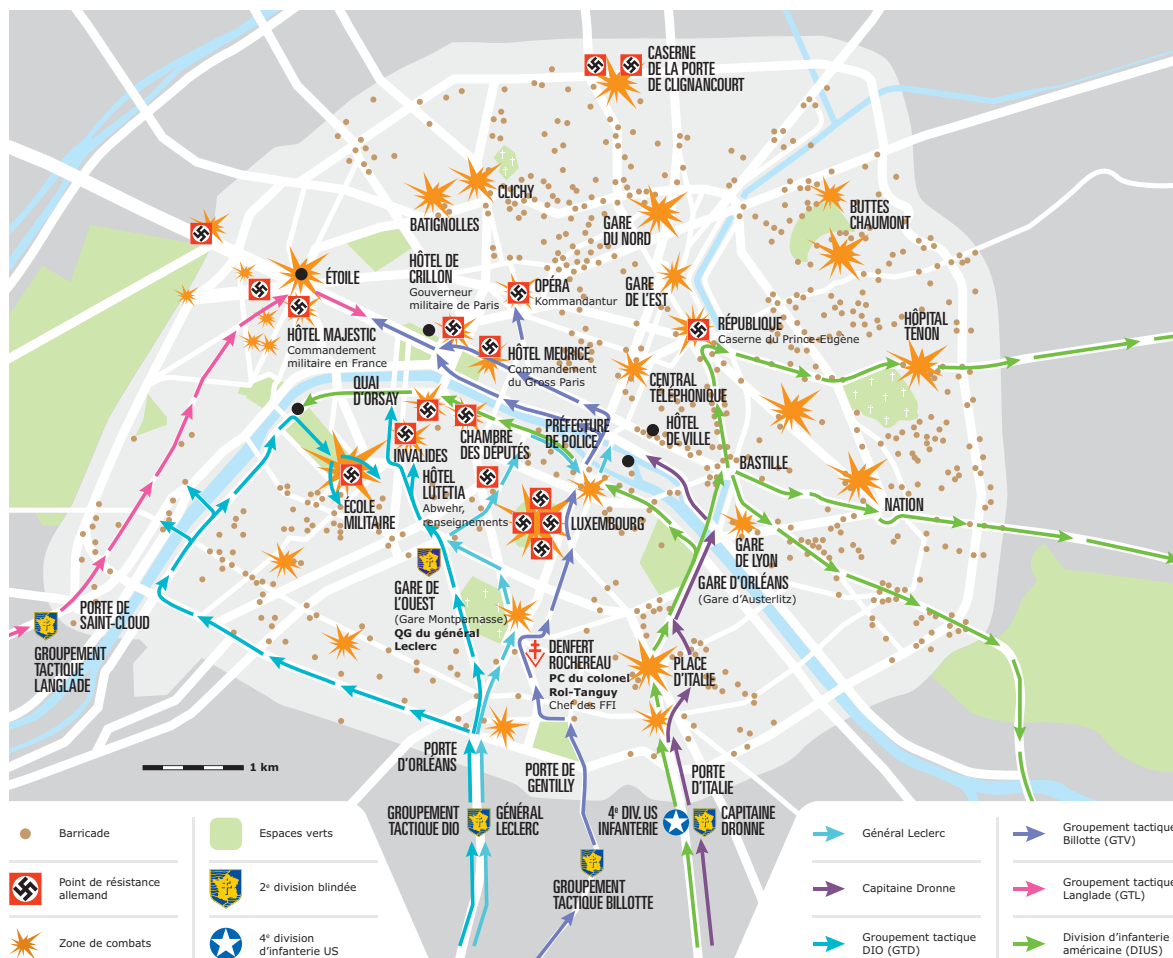 CASERNE
DE LA PORTE
DE CLIGNANCOURT
CLICHY
BATIGNOLLES
GARE
DU NORD
BUTTES
CHAUMONT
ÉTOILE
HÔTEL DE
CRILLON
Gouverneur
militaire de Paris
OPÉRA
Kommandantur
GARE
DE L'EST
HÔTEL MAJESTIC
Commandement
militaire en France
HÔTEL MEURICE
Commandement
du Gross Paris
RÉPUBLIQUE
Caserne du Prince-Eugène
HÔPITAL
TENON
QUAI
D'ORSAY
CENTRAL
TÉLÉPHONIQUE
INVALIDES
CHAMBRE
DES DÉPUTÉS
PRÉFECTURE
DE POLICE
HÔTEL
DE VILLE
BASTILLE
ÉCOLE
MILITAIRE
HÔTEL
LUTETIA
Abwehr,
renseignements
LUXEMBOURG
NATION
GARE
DE LYON
GARE D'ORLÉANS
(Gare d'Austerlitz)
GARE DE
L'OUEST
(Gare Montparnasse)
QG du général
Leclerc
PORTE DE
SAINT-CLOUD
GROUPEMENT
TACTIQUE
LANGLADE
DENFERT
ROCHEREAU
PC du colonel
Rol-Tanguy
Chef des FFI
PLACE
D'ITALIE
PORTE
D'ORLÉANS
PORTE DE
GENTILLY
PORTE
D'ITALIE
1 km
GROUPEMENT
TACTIQUE DIO
GÉNÉRAL
LECLERC
4e DIV. US
INFANTERIE
CAPITAINE
DRONNE
GROUPEMENT
TACTIQUE BILLOTTE
Barricade
Espaces verts
Point de résistance
allemand
2e division blindée
Zone de combats
4e division
d'infanterie US
Général Leclerc
Groupement tactique
Billotte (GTV)
Capitaine Dronne
Groupement tactique
Langlade (GTL)
Groupement tactique
DIO (GTD)
Division d'infanterie
américaine (DIUS)